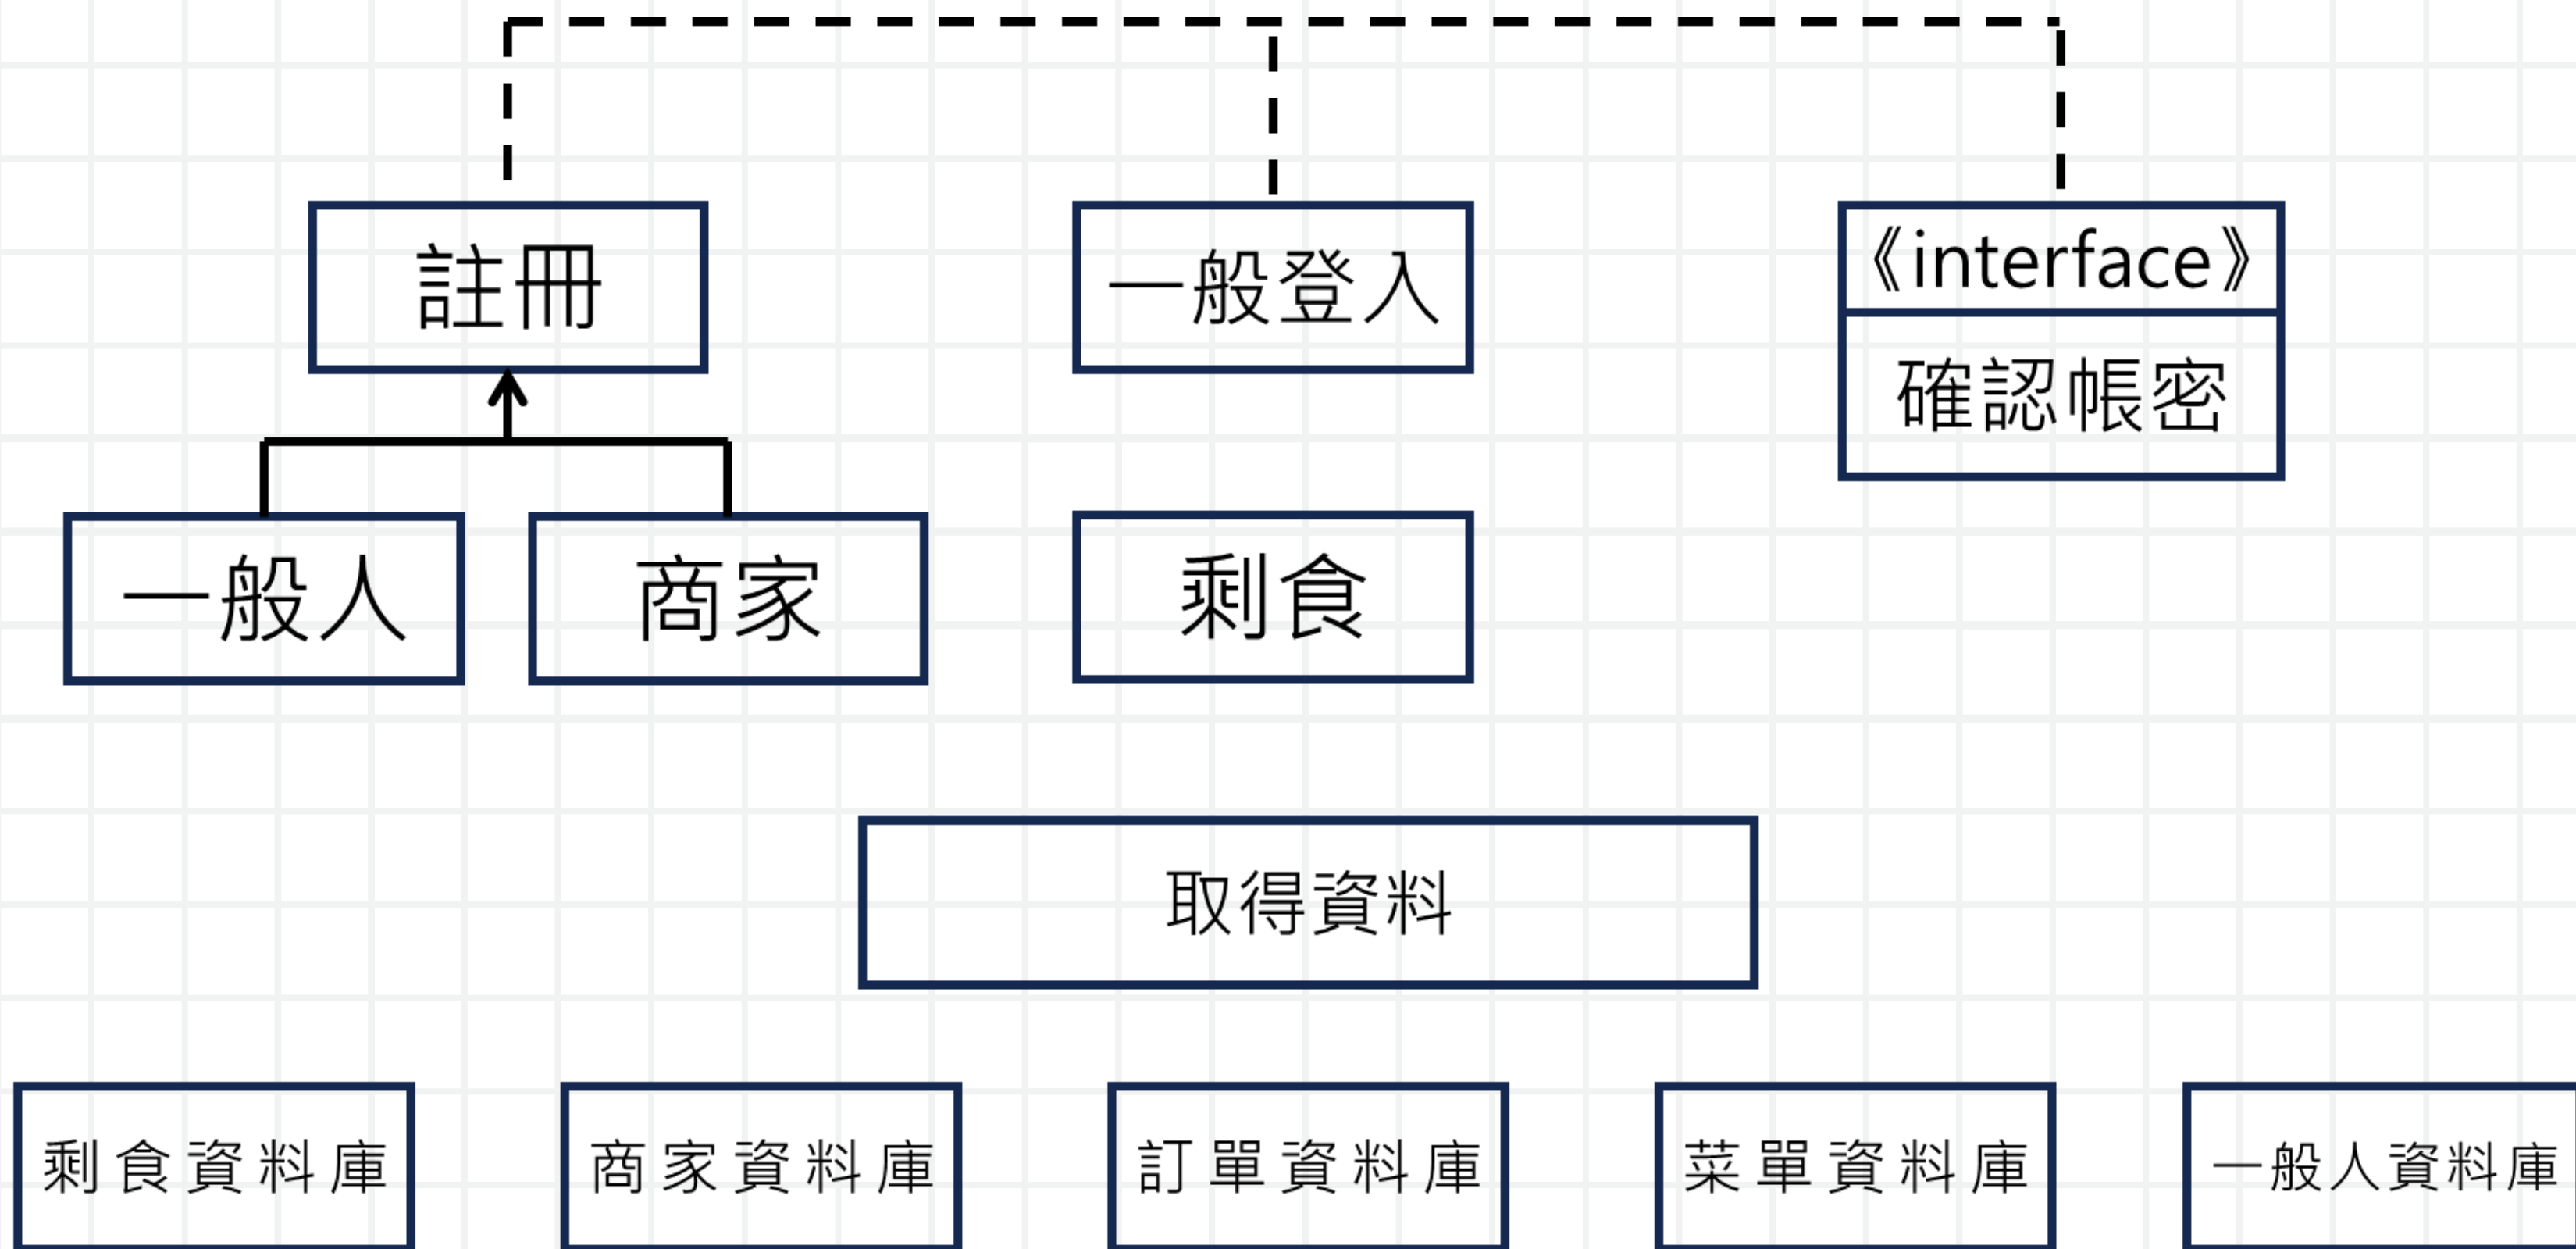 註冊
一般登入
《interface》
確認帳密
一般人
商家
剩食
取得資料
剩食資料庫
商家資料庫
訂單資料庫
菜單資料庫
一般人資料庫